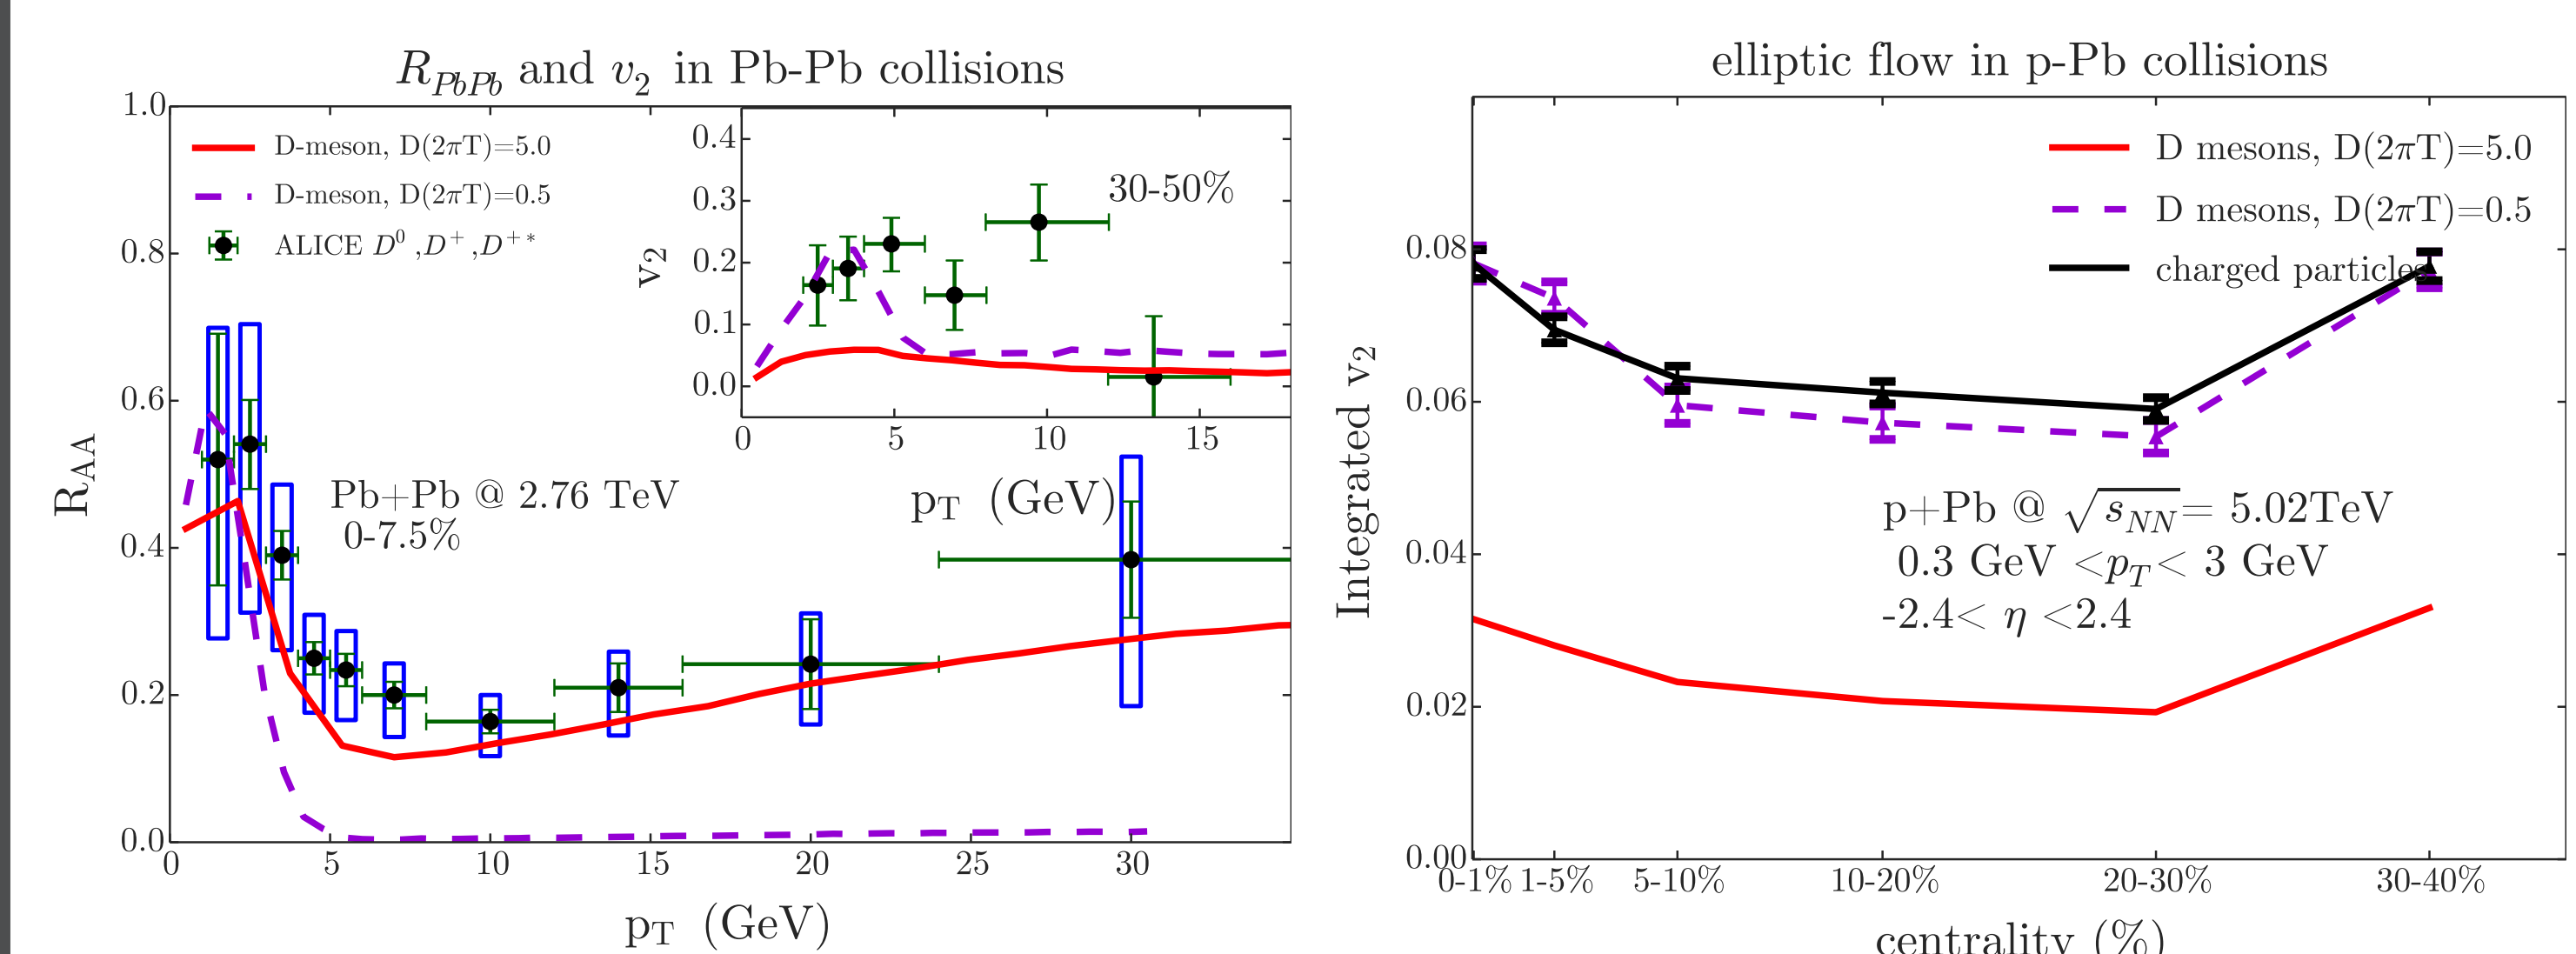 R_PbPb and v_2 in Pb-Pb collisions
1.0
0.8
0.6
0.4
0.2
0.0
R_AA
D-meson, D(2πT)=5.0
D-meson, D(2πT)=0.5
ALICE D^0 ,D^+ ,D^+*
Pb+Pb @ 2.76 TeV
0-7.5%
0 5 10 15 20 25 30
p_T (GeV)
0.4
0.3
0.2
0.1
0.0
v_2
30-50%
0 5 10 15
p_T (GeV)
elliptic flow in p-Pb collisions
0.08
0.06
0.04
0.02
0.00
Integrated v_2
D mesons, D(2πT)=5.0
D mesons, D(2πT)=0.5
charged particles
p+Pb @ √s_NN= 5.02TeV
0.3 GeV <p_T< 3 GeV
-2.4< η <2.4
0-1% 1-5% 5-10% 10-20% 20-30% 30-40%
centrality (%)